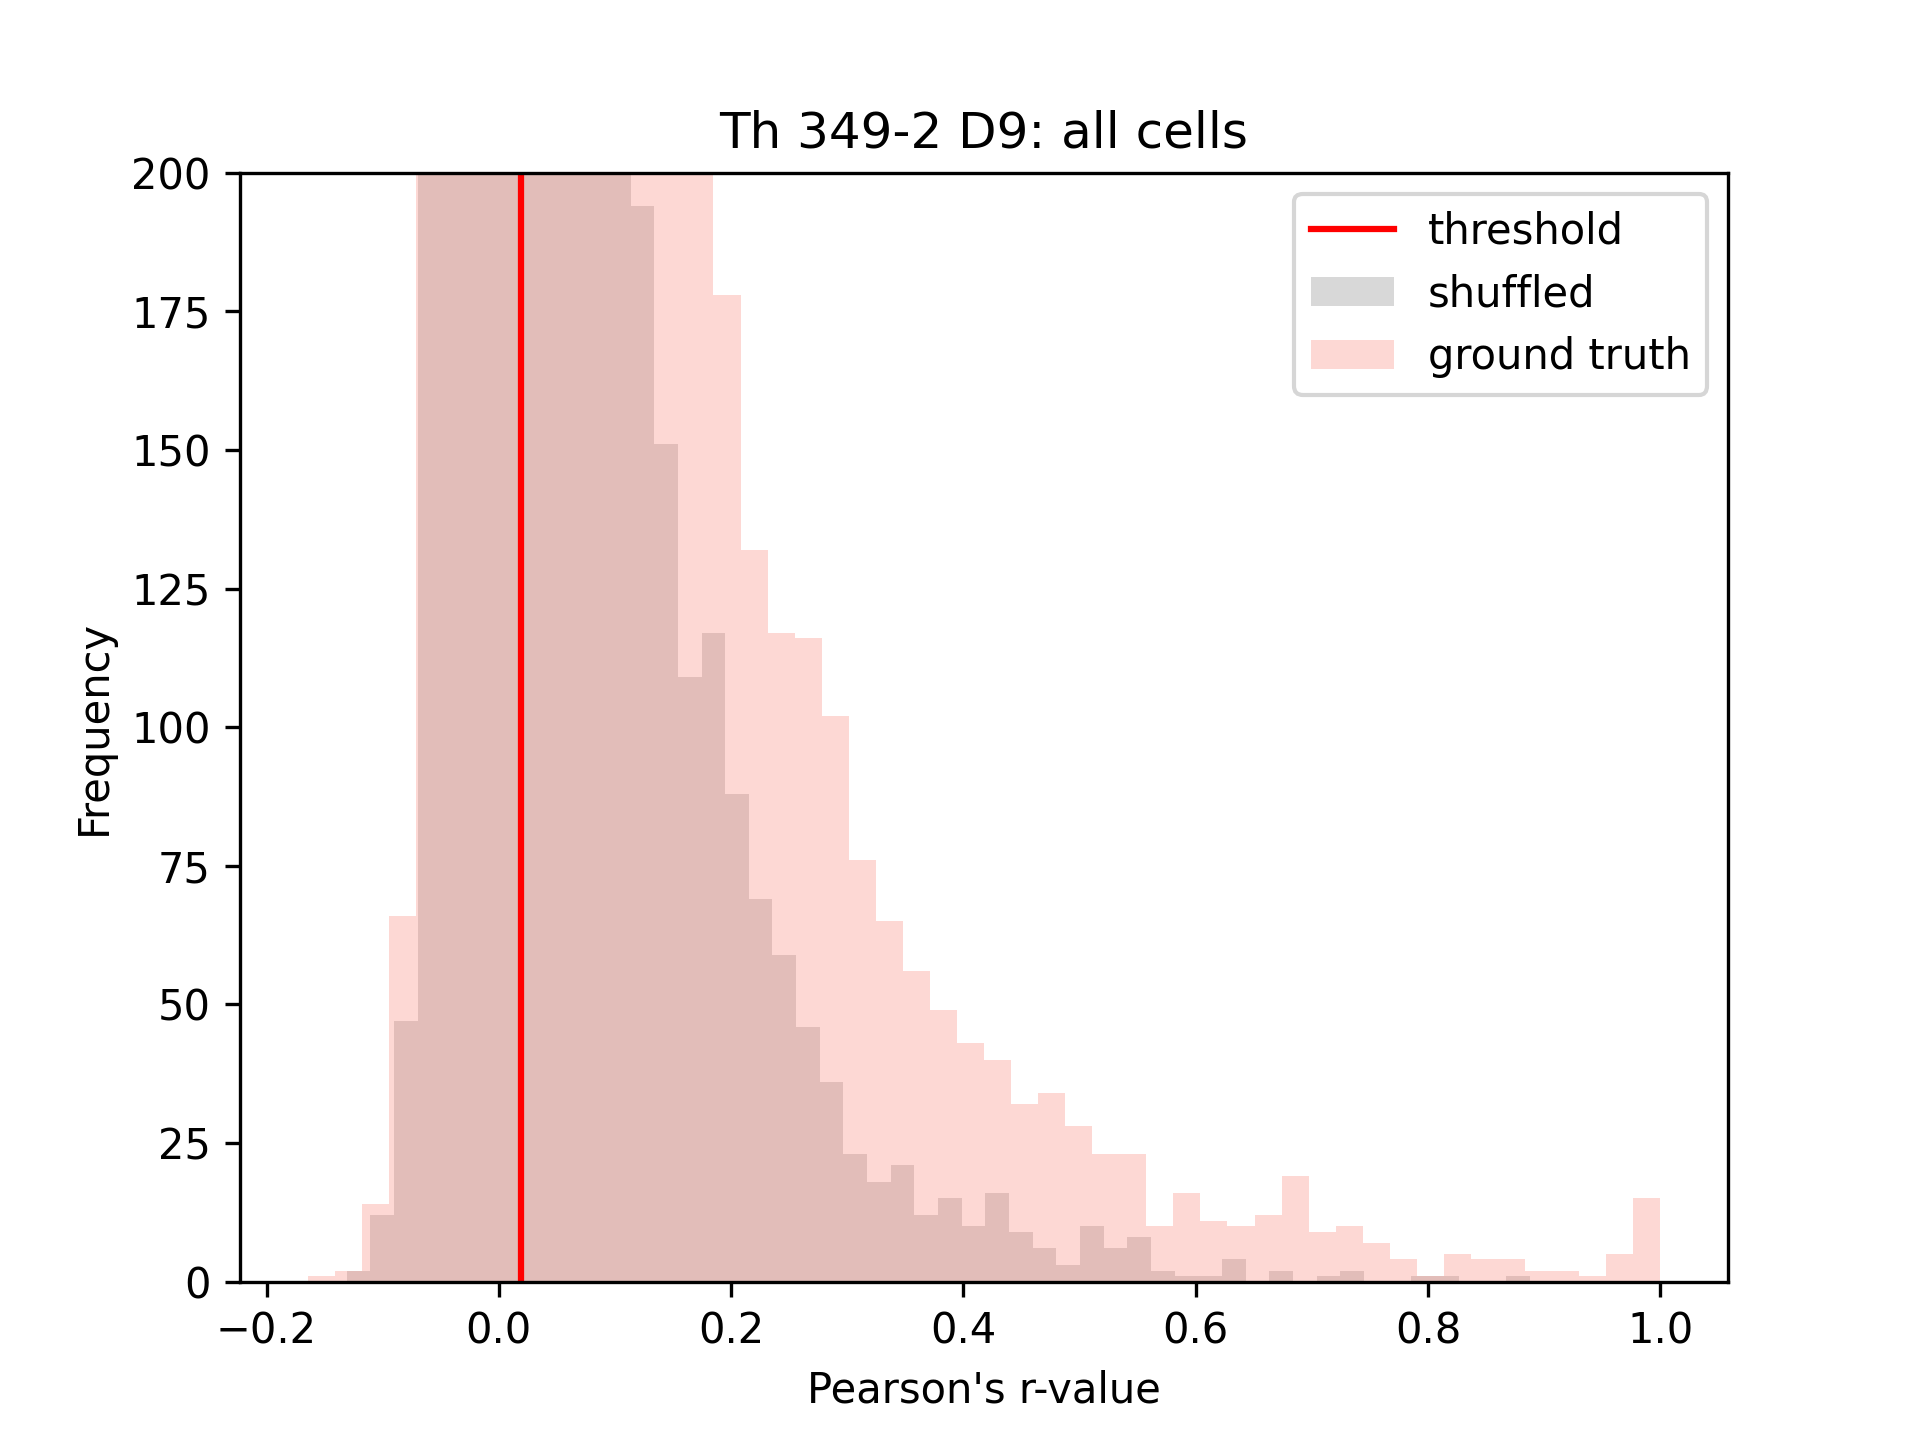 Th 349-2 D9: all cells
threshold
shuffled
ground truth
200
175
150
125
100
75
50
25
0
Frequency
−0.2 0.0 0.2 0.4 0.6 0.8 1.0
Pearson's r-value